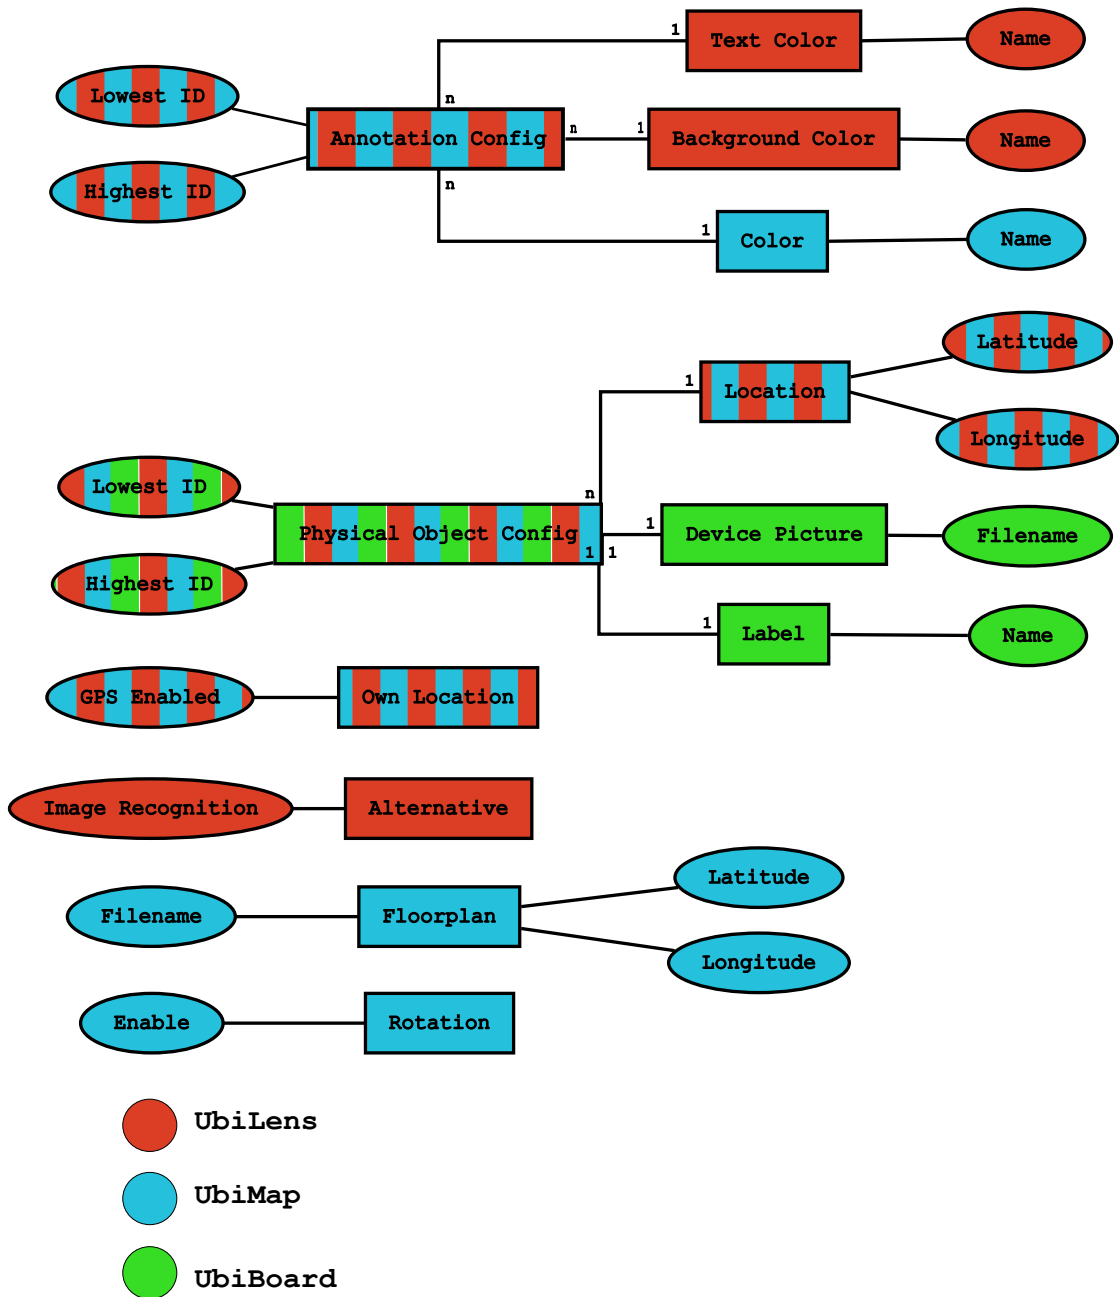 1
Text Color
Name
Lowest ID
n
Annotation Config
n
1
Background Color
Name
Highest ID
n
1
Color
Name
Latitude
1
Location
Longitude
Lowest ID
n
Physical Object Config
1
Device Picture
Filename
1
1
Highest ID
1
Label
Name
GPS Enabled
Own Location
Image Recognition
Alternative
Latitude
Filename
Floorplan
Longitude
Enable
Rotation
UbiLens
UbiMap
UbiBoard